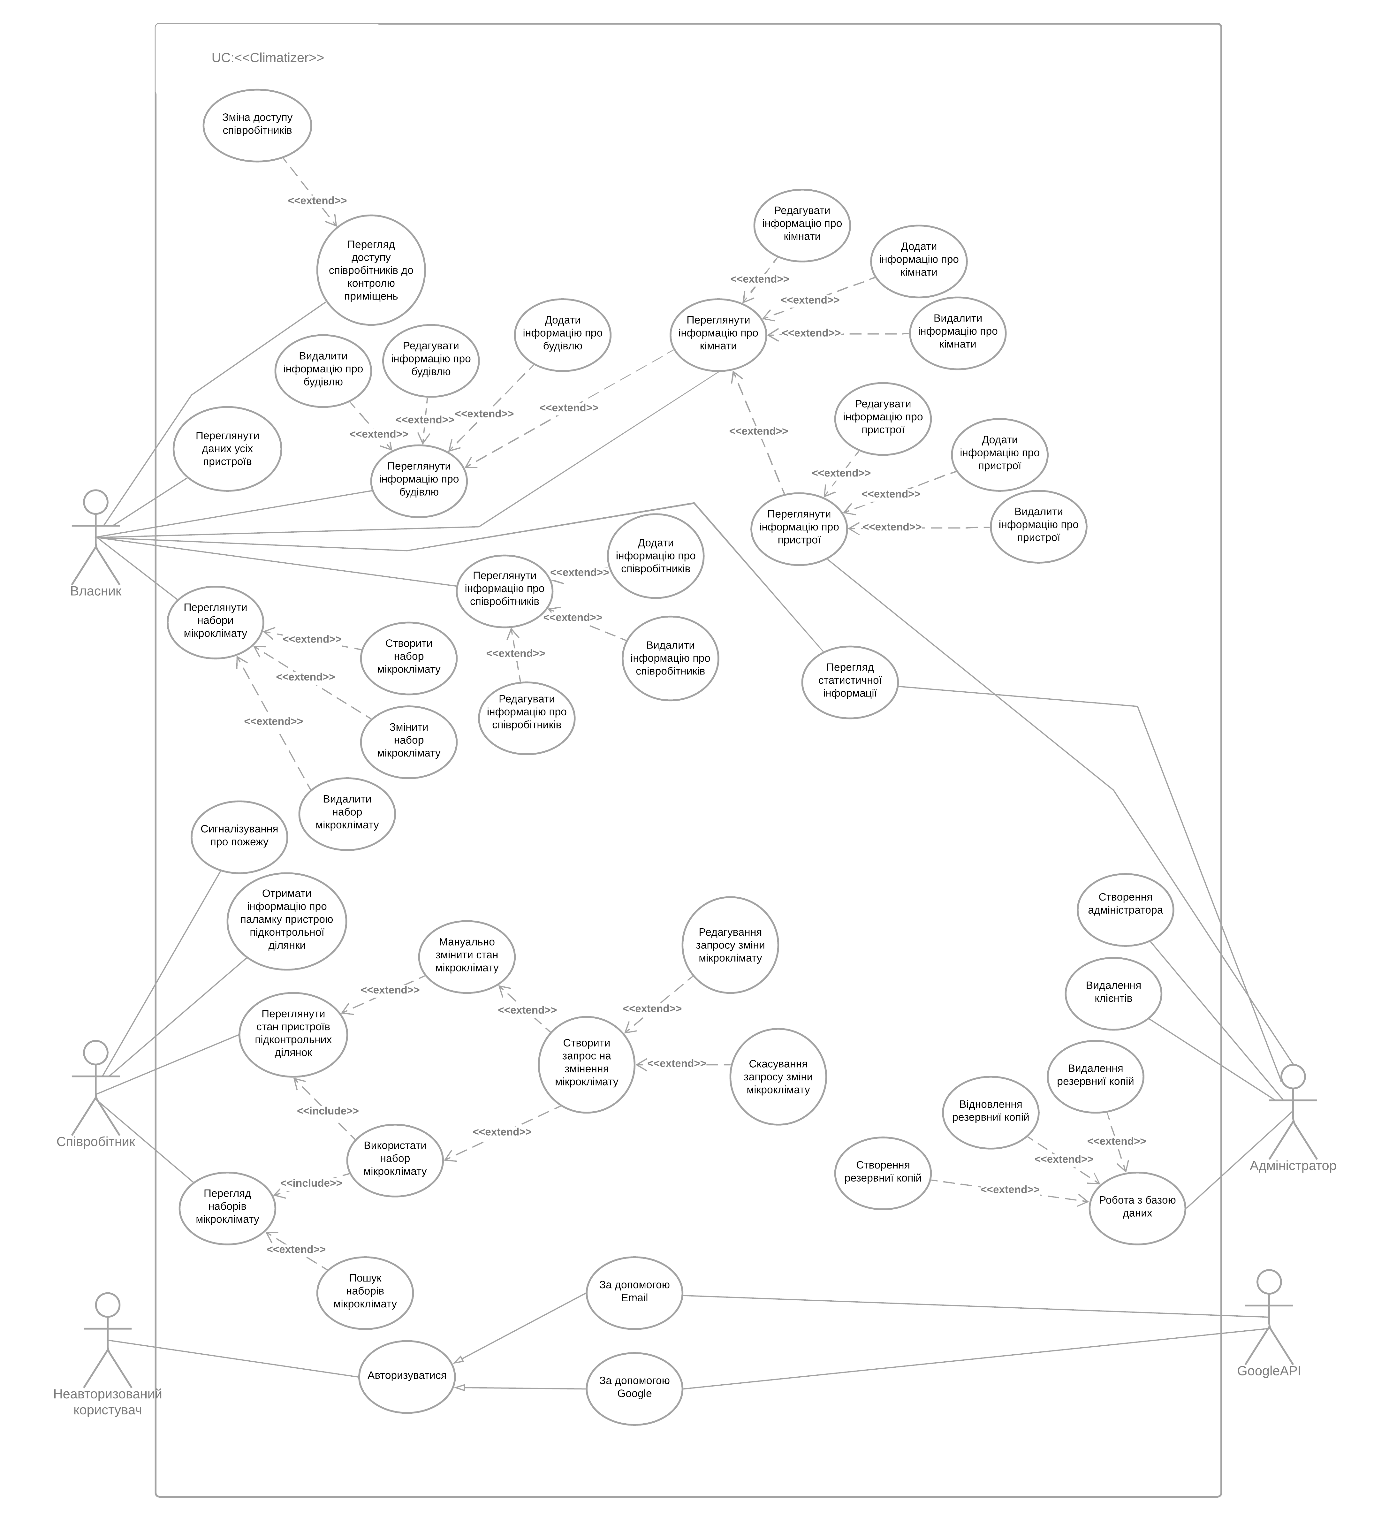 UC:<<Climatizer>>
Зміна доступу
співробітників
<<extend>>
Перегляд
доступу
співробітників до
контролю
приміщень
Редагувати
інформацію про
кімнати
<<extend>>
Додати
інформацію про
кімнати
<<extend>>
Переглянути
інформацію про
кімнати
<<extend>>
Видалити
інформацію про
кімнати
Додати
інформацію про
будівлю
Редагувати
інформацію про
будівлю
Видалити
інформацію про
будівлю
<<extend>>
<<extend>>
<<extend>>
<<extend>>
Переглянути
даних усіх
пристроїв
Переглянути
інформацію про
будівлю
<<extend>>
Редагувати
інформацію про
пристрої
<<extend>>
Додати
інформацію про
пристрої
<<extend>>
Переглянути
інформацію про
пристрої
<<extend>>
Видалити
інформацію про
пристрої
Власник
Переглянути
інформацію про
співробітників
<<extend>>
Додати
інформацію про
співробітників
<<extend>>
Видалити
інформацію про
співробітників
<<extend>>
Редагувати
інформацію про
співробітників
Переглянути
набори
мікроклімату
<<extend>>
Створити
набор
мікроклімату
<<extend>>
Змінити
набор
мікроклімату
<<extend>>
Видалити
набор
мікроклімату
Перегляд
статистичної
інформації
Сигналізування
про пожежу
Отримати
інформацію про
паламку пристрою
підконтрольної
ділянки
Мануально
змінити стан
мікроклімату
Редагування
запросу зміни
мікроклімату
<<extend>>
<<extend>>
<<extend>>
Переглянути
стан пристроїв
підконтрольних
ділянок
Створити
запрос на
змінення
мікроклімату
<<extend>>
Скасування
запросу зміни
мікроклімату
<<include>>
<<extend>>
Використати
набор
мікроклімату
Співробітник
<<include>>
Перегляд
наборів
мікроклімату
<<extend>>
Пошук
наборів
мікроклімату
Створення
адміністратора
Видалення
клієнтів
Видалення
резервниї копій
Відновлення
резервниї копій
<<extend>>
<<extend>>
Створення
резервниї копій
<<extend>>
Робота з базою
даних
Адміністратор
За допомогою
Email
Авторизуватися
За допомогою
Google
GoogleAPI
Неавторизований
користувач